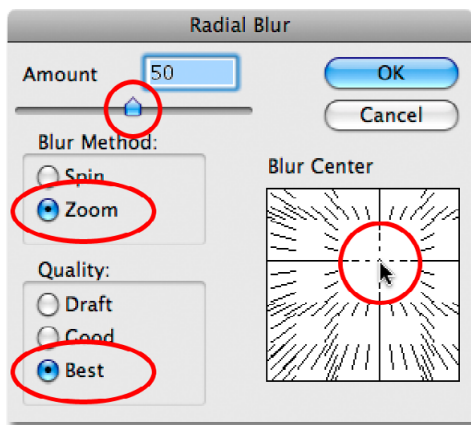 Radial Blur
Amount 50
OK
Cancel
Blur Method:
Spin
Zoom
Blur Center
Quality:
Draft
Good
Best